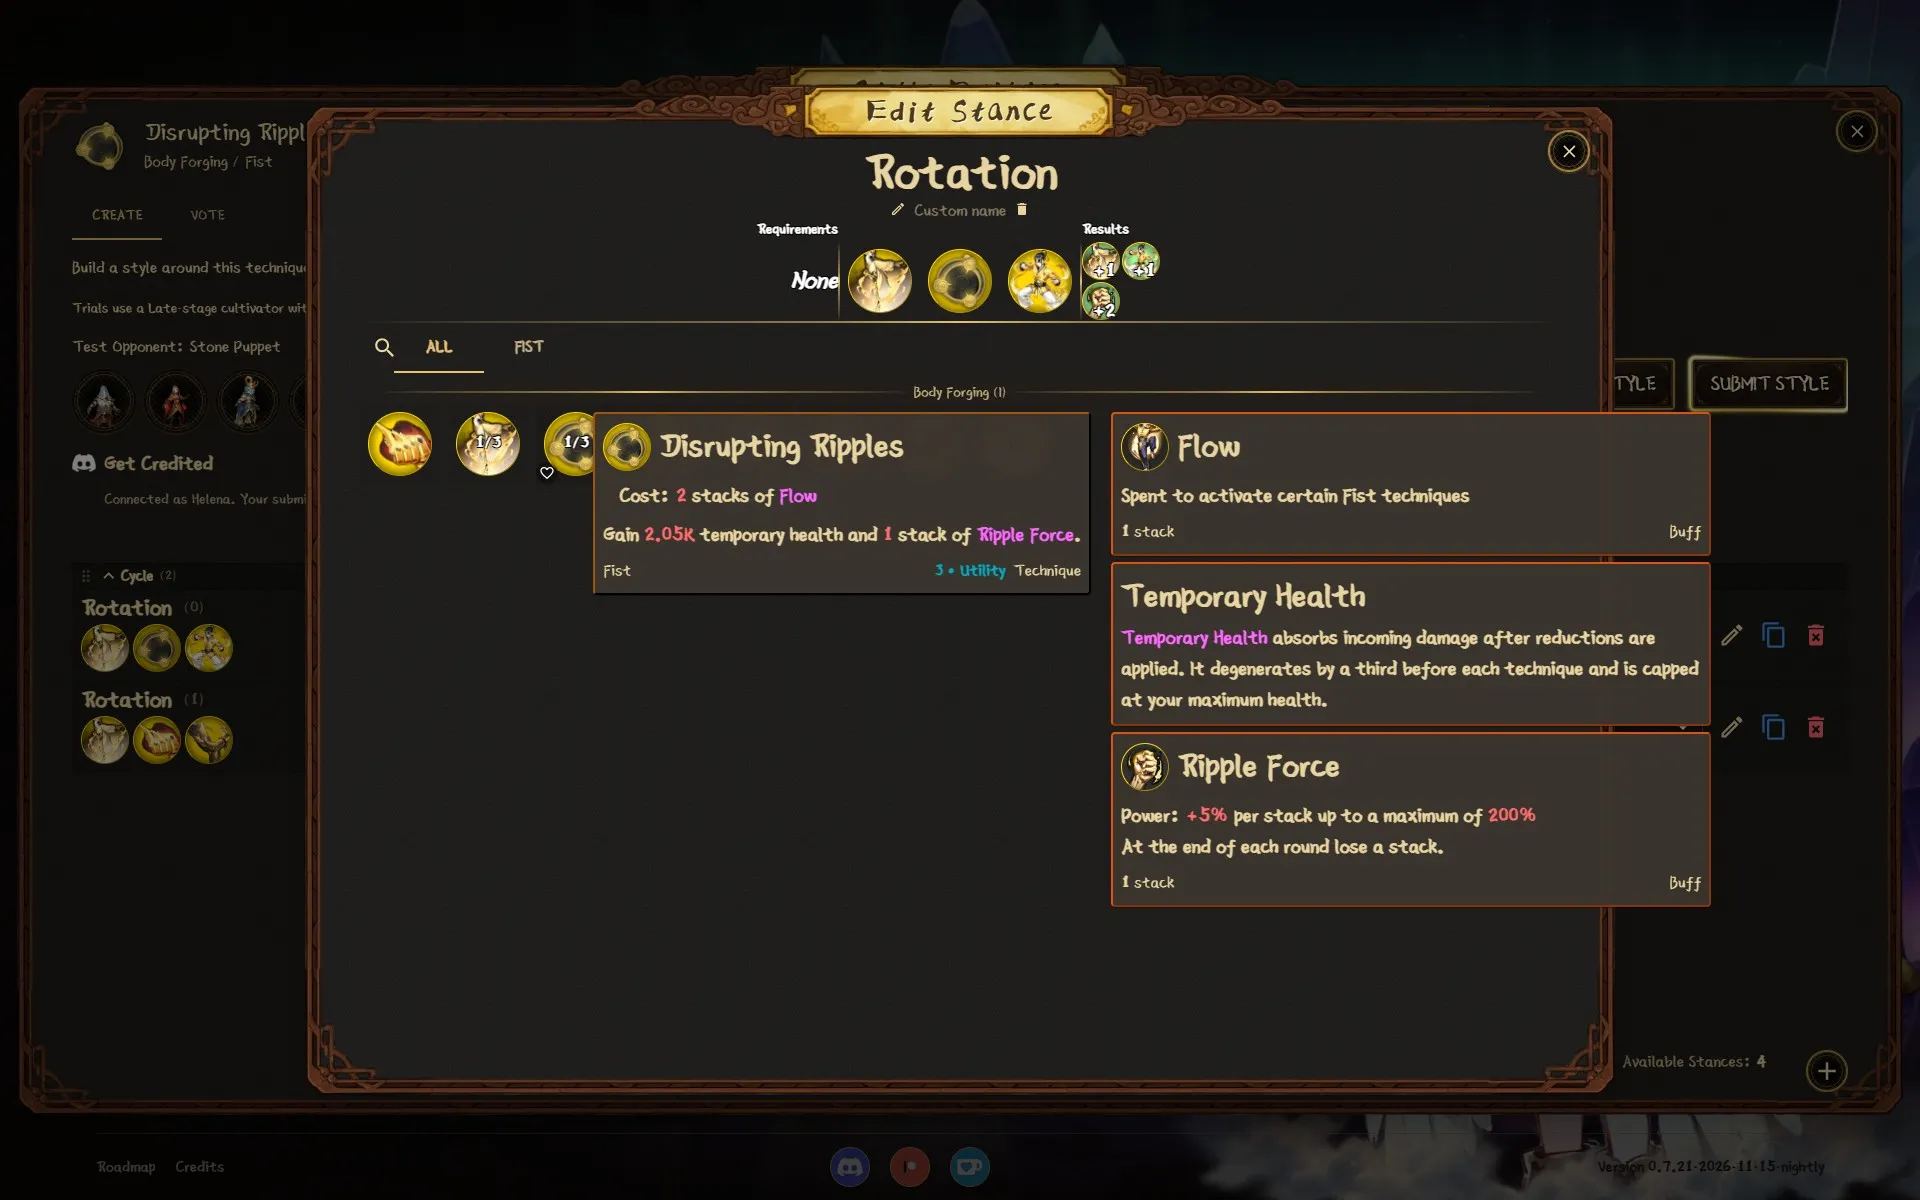 Edit Stance
Disrupting Rippl
Body Forging / Fist
CREATE
VOTE
Build a style around this techniqu
Trials use a Late-stage cultivator wit
Test Opponent: Stone Puppet
Get Credited
Connected as Helena. Your submi
Cycle (2)
Rotation (0)
Rotation (1)
Rotation
Custom name
Requirements
Results
None
+1
+1
+2
ALL
FIST
Body Forging (1)
1/3
1/3
Disrupting Ripples
Cost: 2 stacks of Flow
Gain 2.05K temporary health and 1 stack of Ripple Force.
Fist
3 • Utility Technique
Flow
Spent to activate certain Fist techniques
1 stack
Buff
Temporary Health
Temporary Health absorbs incoming damage after reductions are
applied. It degenerates by a third before each technique and is capped
at your maximum health.
Ripple Force
Power: +5% per stack up to a maximum of 200%
At the end of each round lose a stack.
1 stack
Buff
TYLE
SUBMIT STYLE
Available Stances: 4
Roadmap
Credits
Version 0.7.21-2026-11-15-nightly